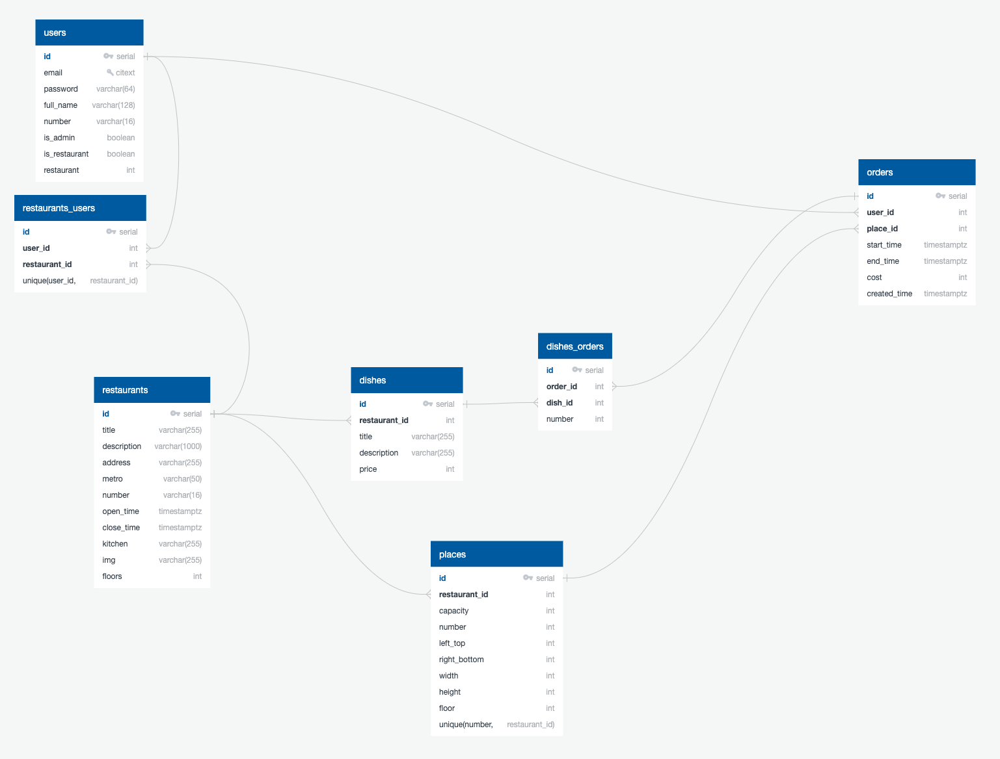 users
id serial
email citext
password varchar(64)
full_name varchar(128)
number varchar(16)
is_admin boolean
is_restaurant boolean
restaurant int
restaurants_users
id serial
user_id int
restaurant_id int
unique(user_id, restaurant_id)
orders
id serial
user_id int
place_id int
start_time timestamptz
end_time timestamptz
cost int
created_time timestamptz
restaurants
id serial
title varchar(255)
description varchar(1000)
address varchar(255)
metro varchar(50)
number varchar(16)
open_time timestamptz
close_time timestamptz
kitchen varchar(255)
img varchar(255)
floors int
dishes
id serial
restaurant_id int
title varchar(255)
description varchar(255)
price int
dishes_orders
id serial
order_id int
dish_id int
number int
places
id serial
restaurant_id int
capacity int
number int
left_top int
right_bottom int
width int
height int
floor int
unique(number, restaurant_id)